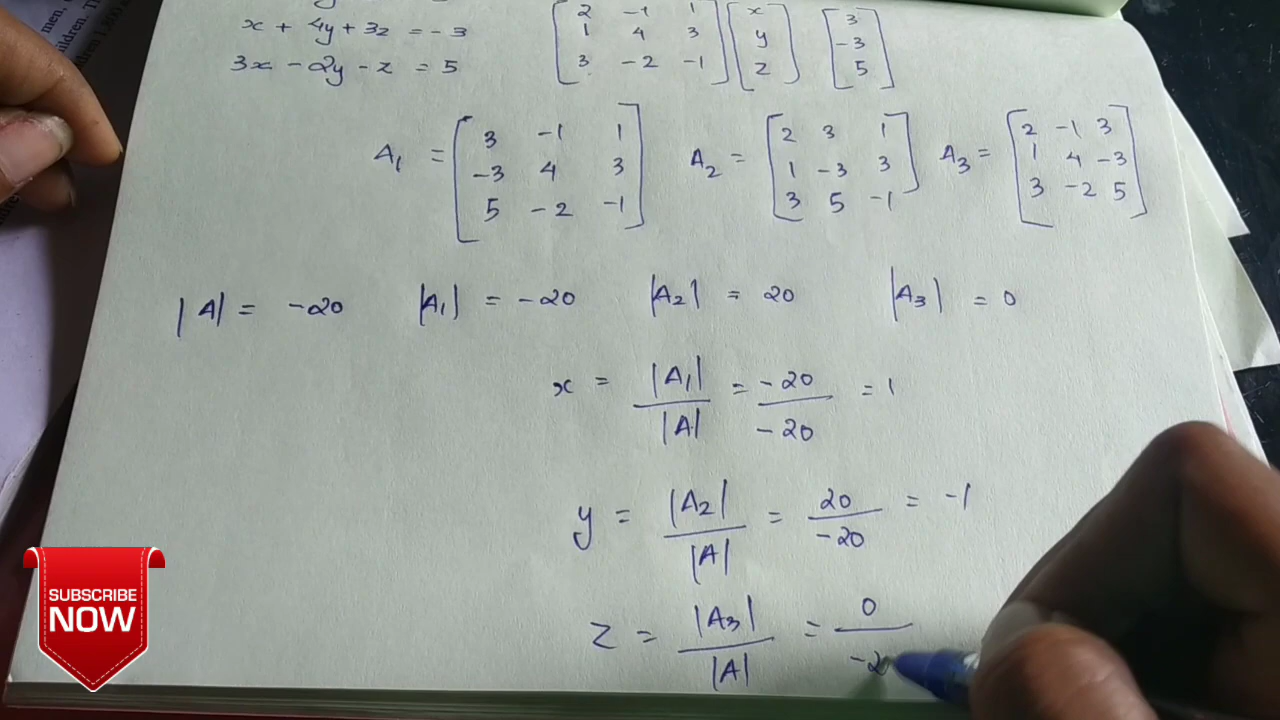 x + 4y + 3z = -3
3x - 2y - z = 5
[2 -1 1] [x] [3]
[1 4 3] [y] [-3]
[3 -2 -1] [z] [5]
A1 = [3 -1 1] A2 = [2 3 1] A3 = [2 -1 3]
[-3 4 3] [1 -3 3] [1 4 -3]
[5 -2 -1] [3 5 -1] [3 -2 5]
|A| = -20 |A1| = -20 |A2| = 20 |A3| = 0
x = |A1| / |A| = -20 / -20 = 1
y = |A2| / |A| = 20 / -20 = -1
z = |A3| / |A| = 0 / -20
SUBSCRIBE
NOW